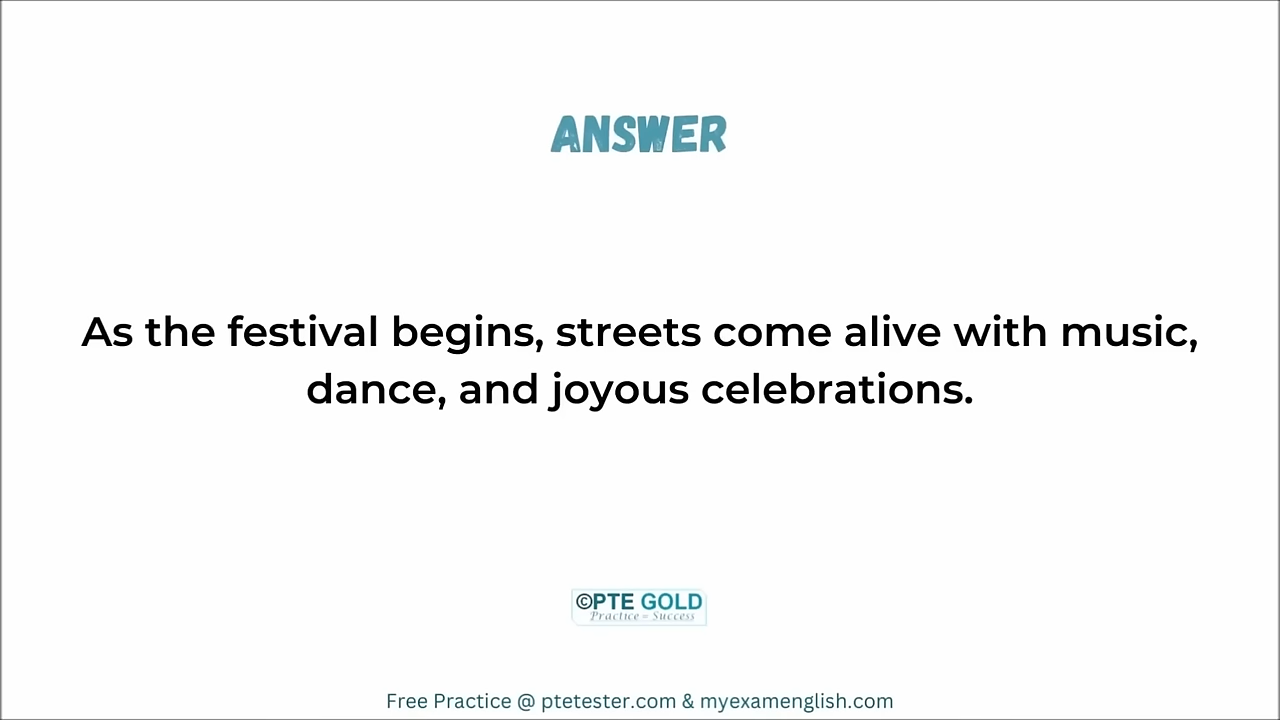 ANSWER
As the festival begins, streets come alive with music,
dance, and joyous celebrations.
©PTE GOLD
Practice = Success
Free Practice @ ptetester.com & myexamenglish.com